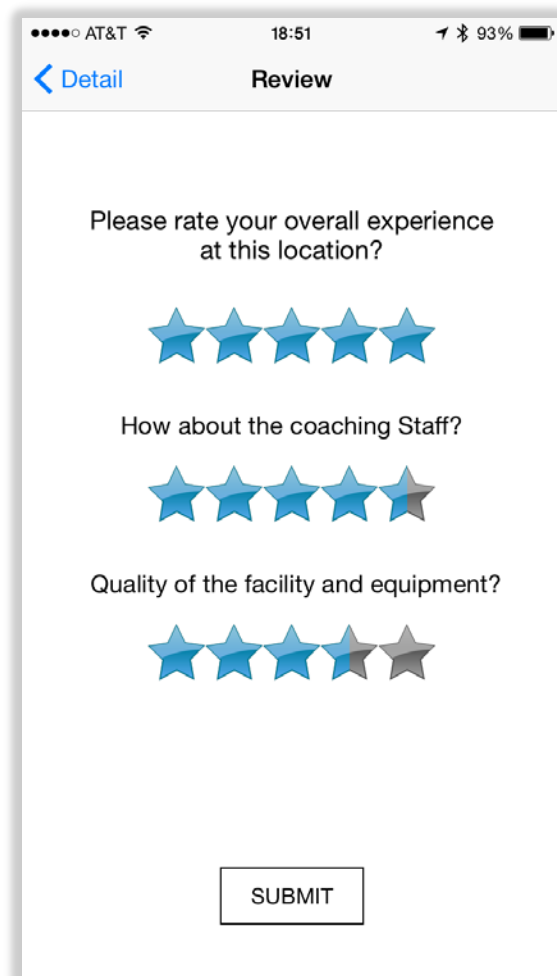 AT&T 18:51 93%
Detail Review
Please rate your overall experience
at this location?
How about the coaching Staff?
Quality of the facility and equipment?
SUBMIT